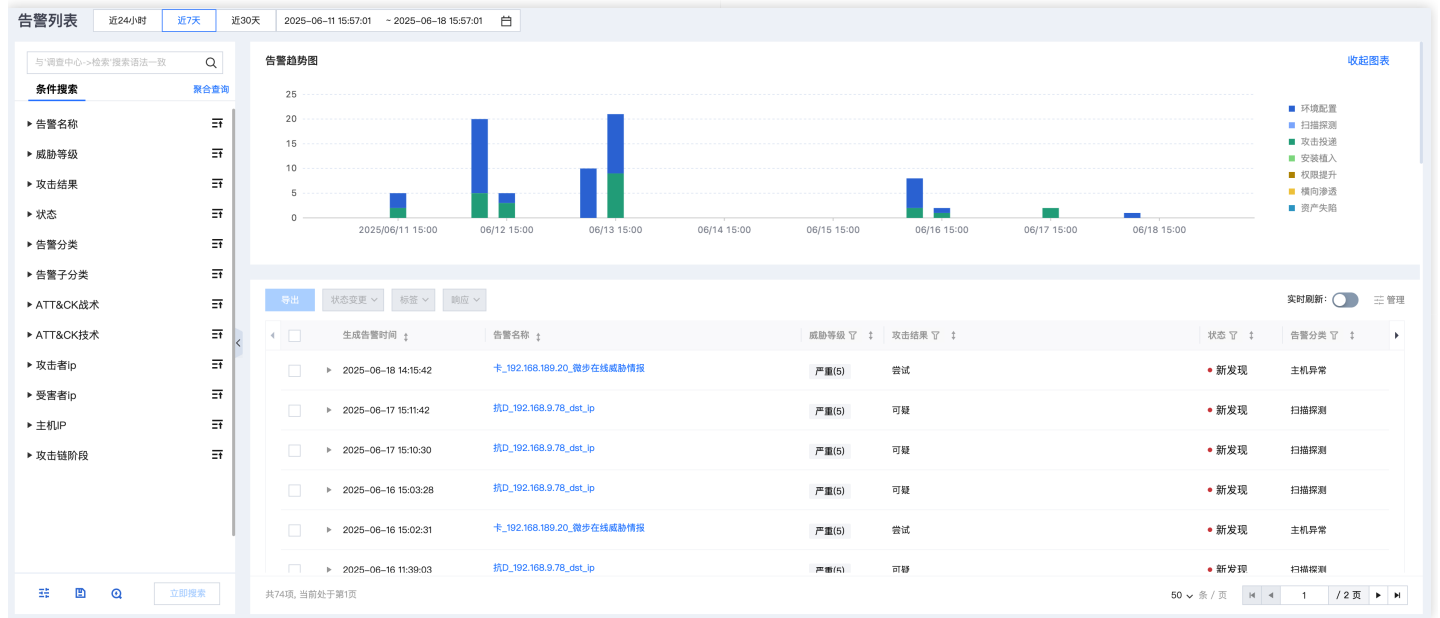 告警列表 近24小时 近7天 近30天 2025-06-11 15:57:01 ~ 2025-06-18 15:57:01
与'调查中心->检索'搜索语法一致
条件搜索 聚合查询
告警名称
威胁等级
攻击结果
状态
告警分类
告警子分类
ATT&CK战术
ATT&CK技术
攻击者ip
受害者ip
主机IP
攻击链阶段
立即搜索
告警趋势图 收起图表
25
20
15
10
5
0
2025/06/11 15:00 06/12 15:00 06/13 15:00 06/14 15:00 06/15 15:00 06/16 15:00 06/17 15:00 06/18 15:00
环境配置
扫描探测
攻击投递
安装植入
权限提升
横向渗透
资产失陷
导出 状态变更 标签 响应 实时刷新: 管理
生成告警时间 告警名称 威胁等级 攻击结果 状态 告警分类
2025-06-18 14:15:42 卡_192.168.189.20_微步在线威胁情报 严重(5) 尝试 新发现 主机异常
2025-06-17 15:11:42 抗D_192.168.9.78_dst_ip 严重(5) 可疑 新发现 扫描探测
2025-06-17 15:10:30 抗D_192.168.9.78_dst_ip 严重(5) 可疑 新发现 扫描探测
2025-06-16 15:03:28 抗D_192.168.9.78_dst_ip 严重(5) 可疑 新发现 扫描探测
2025-06-16 15:02:31 卡_192.168.189.20_微步在线威胁情报 严重(5) 尝试 新发现 主机异常
2025-06-16 11:39:03 抗D_192.168.9.78_dst_ip 严重(5) 可疑 新发现 扫描探测
共74项, 当前处于第1页 50 条 / 页 1 / 2 页